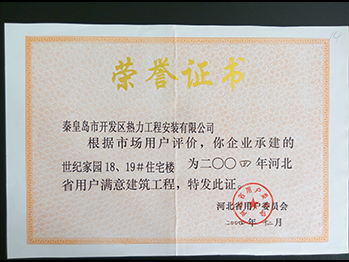 荣誉证书
秦皇岛市开发区热力工程安装有限公司
根据市场用户评价，你企业承建的
世纪家园18、19#住宅楼 为二〇〇四年河北
省用户满意建筑工程，特发此证。
河北省用户委员会
年 月